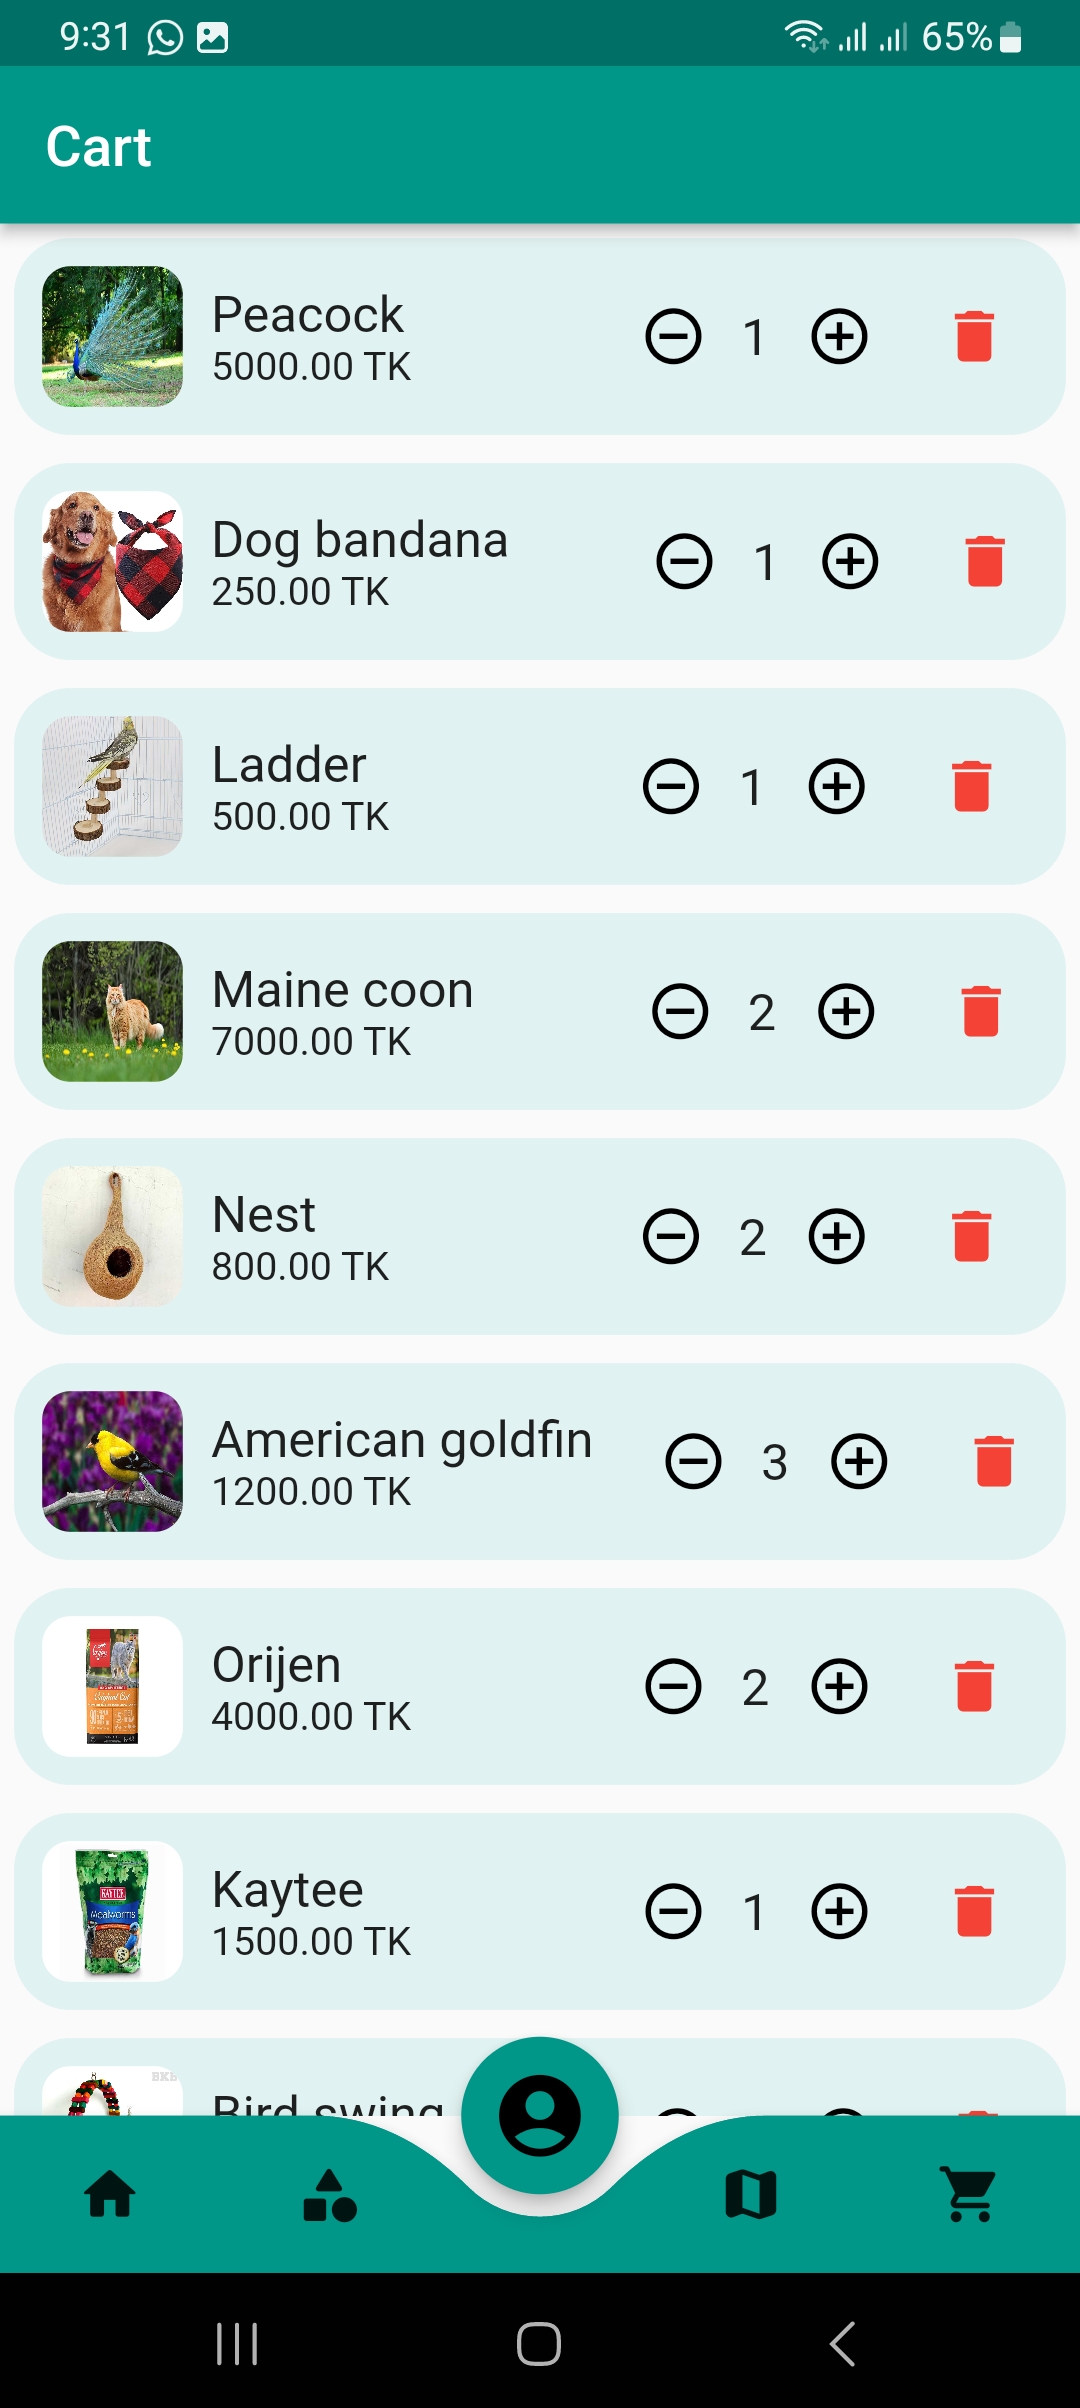 9:31
65%
Cart
Peacock
5000.00 TK
1
Dog bandana
250.00 TK
1
Ladder
500.00 TK
1
Maine coon
7000.00 TK
2
Nest
800.00 TK
2
American goldfin
1200.00 TK
3
Orijen
4000.00 TK
2
KAYTEE
Mealworms
Kaytee
1500.00 TK
1
Bird swing